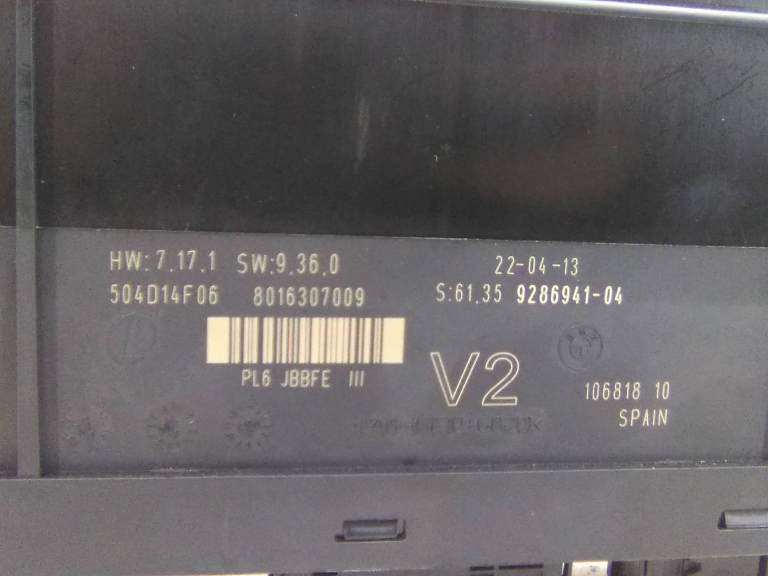 HW:7.17.1 SW:9.36.0
22-04-13
504D14F06 8016307009
S:61.35 9286941-04
PL6 JBBFE III
V2
106818 10
SPAIN